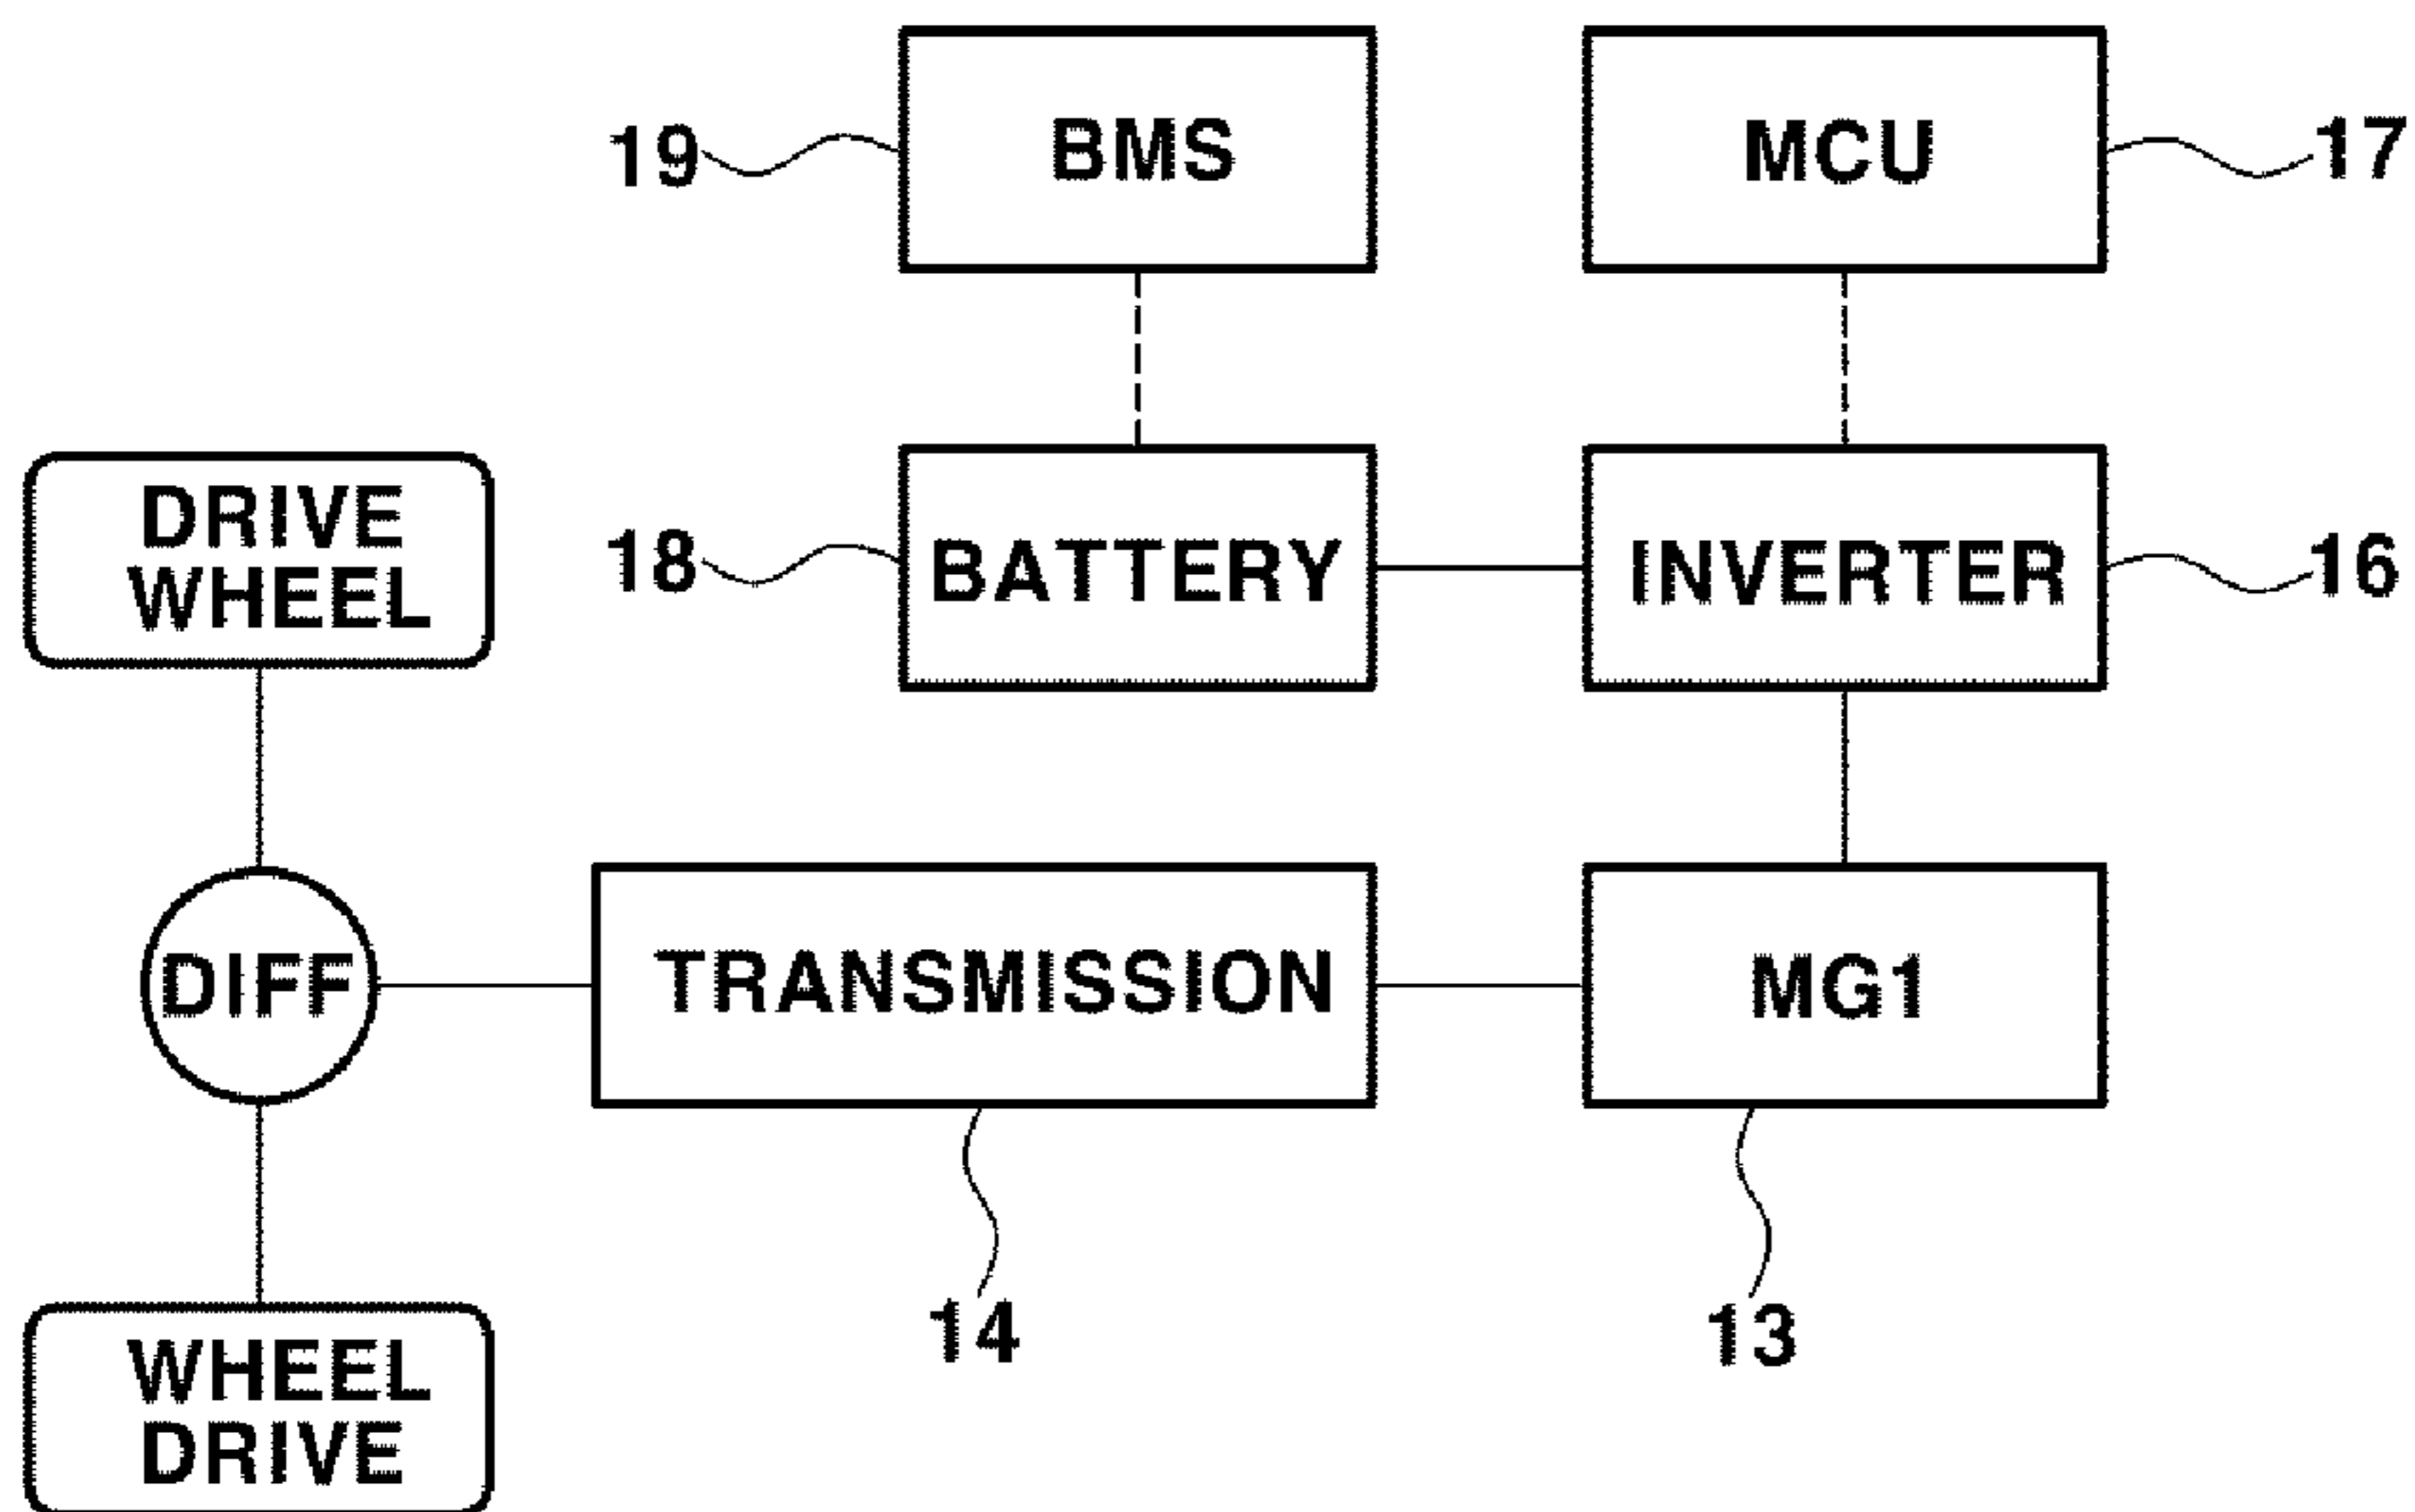 19
BMS
MCU
17
DRIVE
WHEEL
18
BATTERY
INVERTER
16
DIFF
TRANSMISSION
MG1
14
13
WHEEL
DRIVE